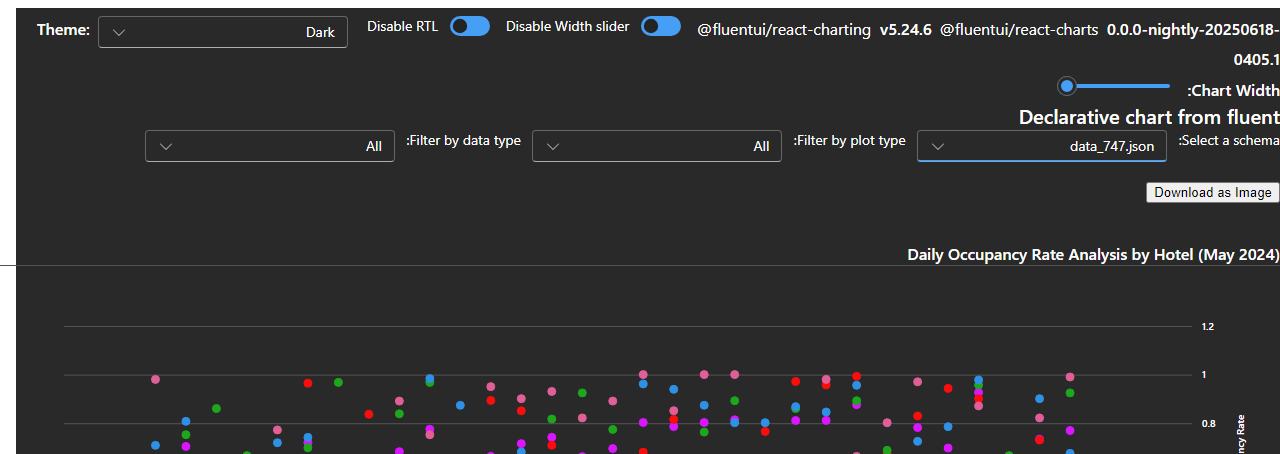 Theme: Dark Disable RTL Disable Width slider @fluentui/react-charting v5.24.6 @fluentui/react-charts 0.0.0-nightly-20250618-
0405.1
:Chart Width
Declarative chart from fluent
:Select a schema data_747.json :Filter by plot type All :Filter by data type All
Download as Image
Daily Occupancy Rate Analysis by Hotel (May 2024)
1.2
1
0.8
Rate